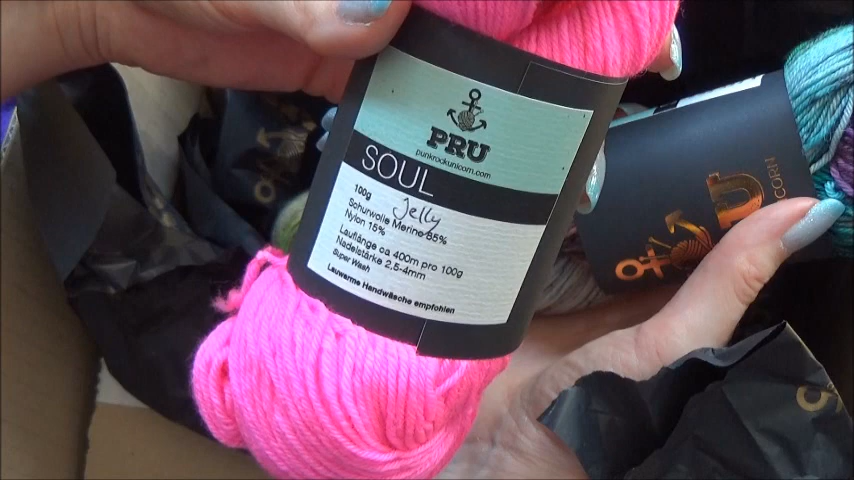 PRU
punkrockunicorn.com
SOUL
100g
Jelly
Schurwolle Merino 85%
Nylon 15%
Lauflänge ca 400m pro 100g
Nadelstärke 2,5-4mm
Super Wash
Lauwarme Handwäsche empfohlen
U
CORN